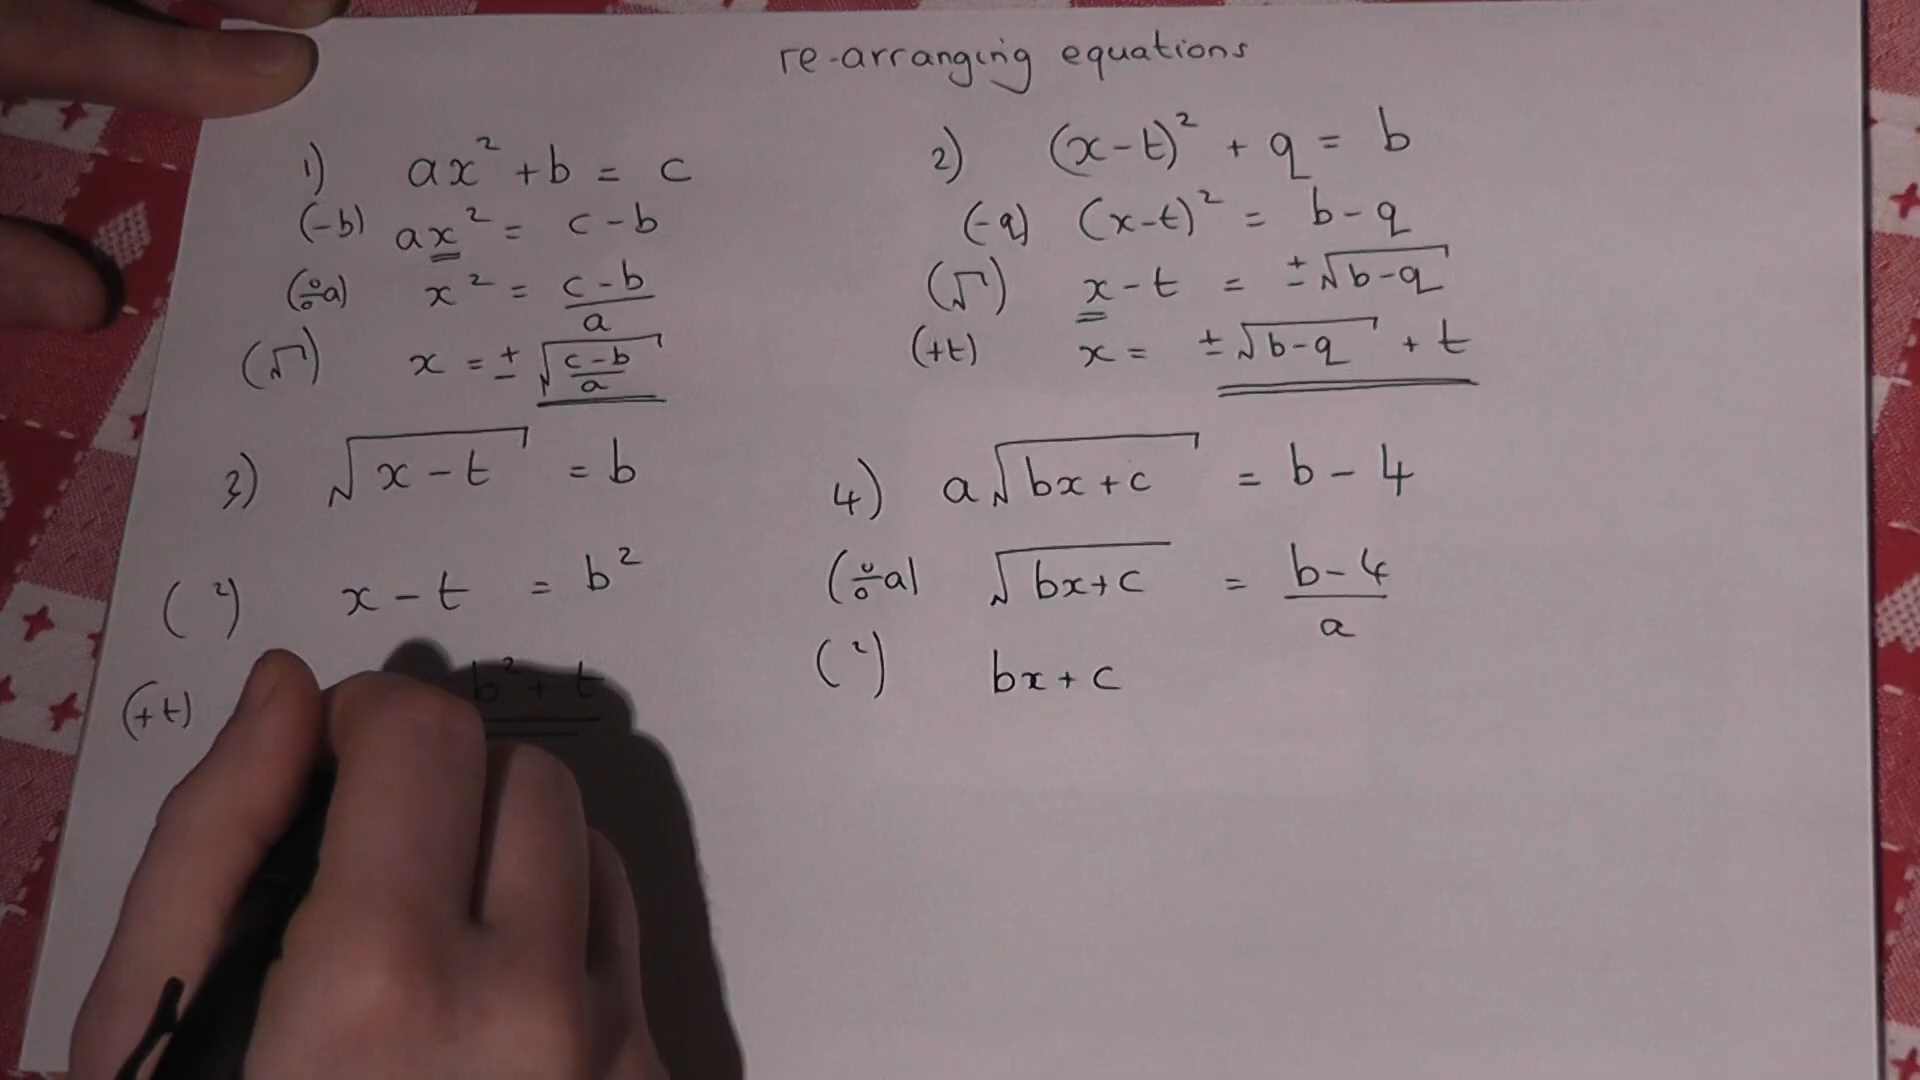 re-arranging equations
1) ax² + b = c
(-b) ax² = c - b
(÷a) x² = c - b / a
(√) x = ± √(c - b / a)
2) (x - t)² + q = b
(-q) (x - t)² = b - q
(√) x - t = ± √(b - q)
(+t) x = ± √(b - q) + t
3) √(x - t) = b
(²) x - t = b²
(+t) b² + t
4) a√(bx + c) = b - 4
(÷a) √(bx + c) = b - 4 / a
(²) bx + c